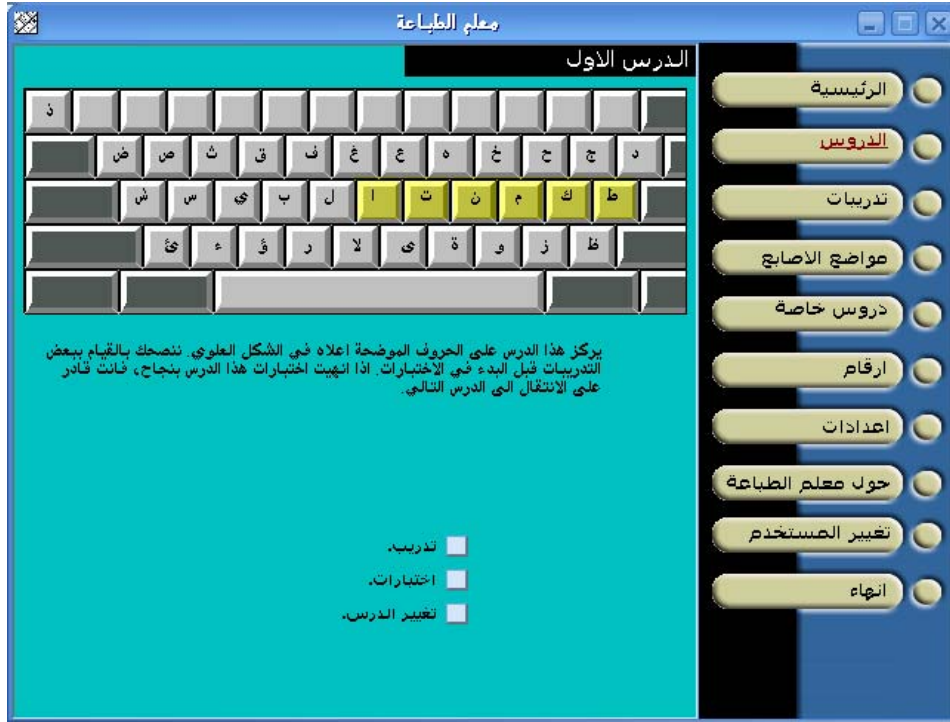 معلم الطباعة
الدرس الاول
ذ
ض ص ث ق ف غ ع ه خ ح ج د
ش س ي ب ل ا ت ن م ك ط
ئ ء ؤ ر لا ى ة و ز ظ
يركز هذا الدرس على الحروف الموضحة اعلاه في الشكل العلوي. ننصحك بالقيام ببعض
التدريبات قبل البدء في الاختبارات. اذا انهيت اختبارات هذا الدرس بنجاح، فانت قادر
على الانتقال الى الدرس التالي.
تدريب.
اختبارات.
تغيير الدرس.
الرئيسية
الدروس
تدريبات
مواضع الاصابع
دروس خاصة
ارقام
اعدادات
حول معلم الطباعة
تغيير المستخدم
انهاء